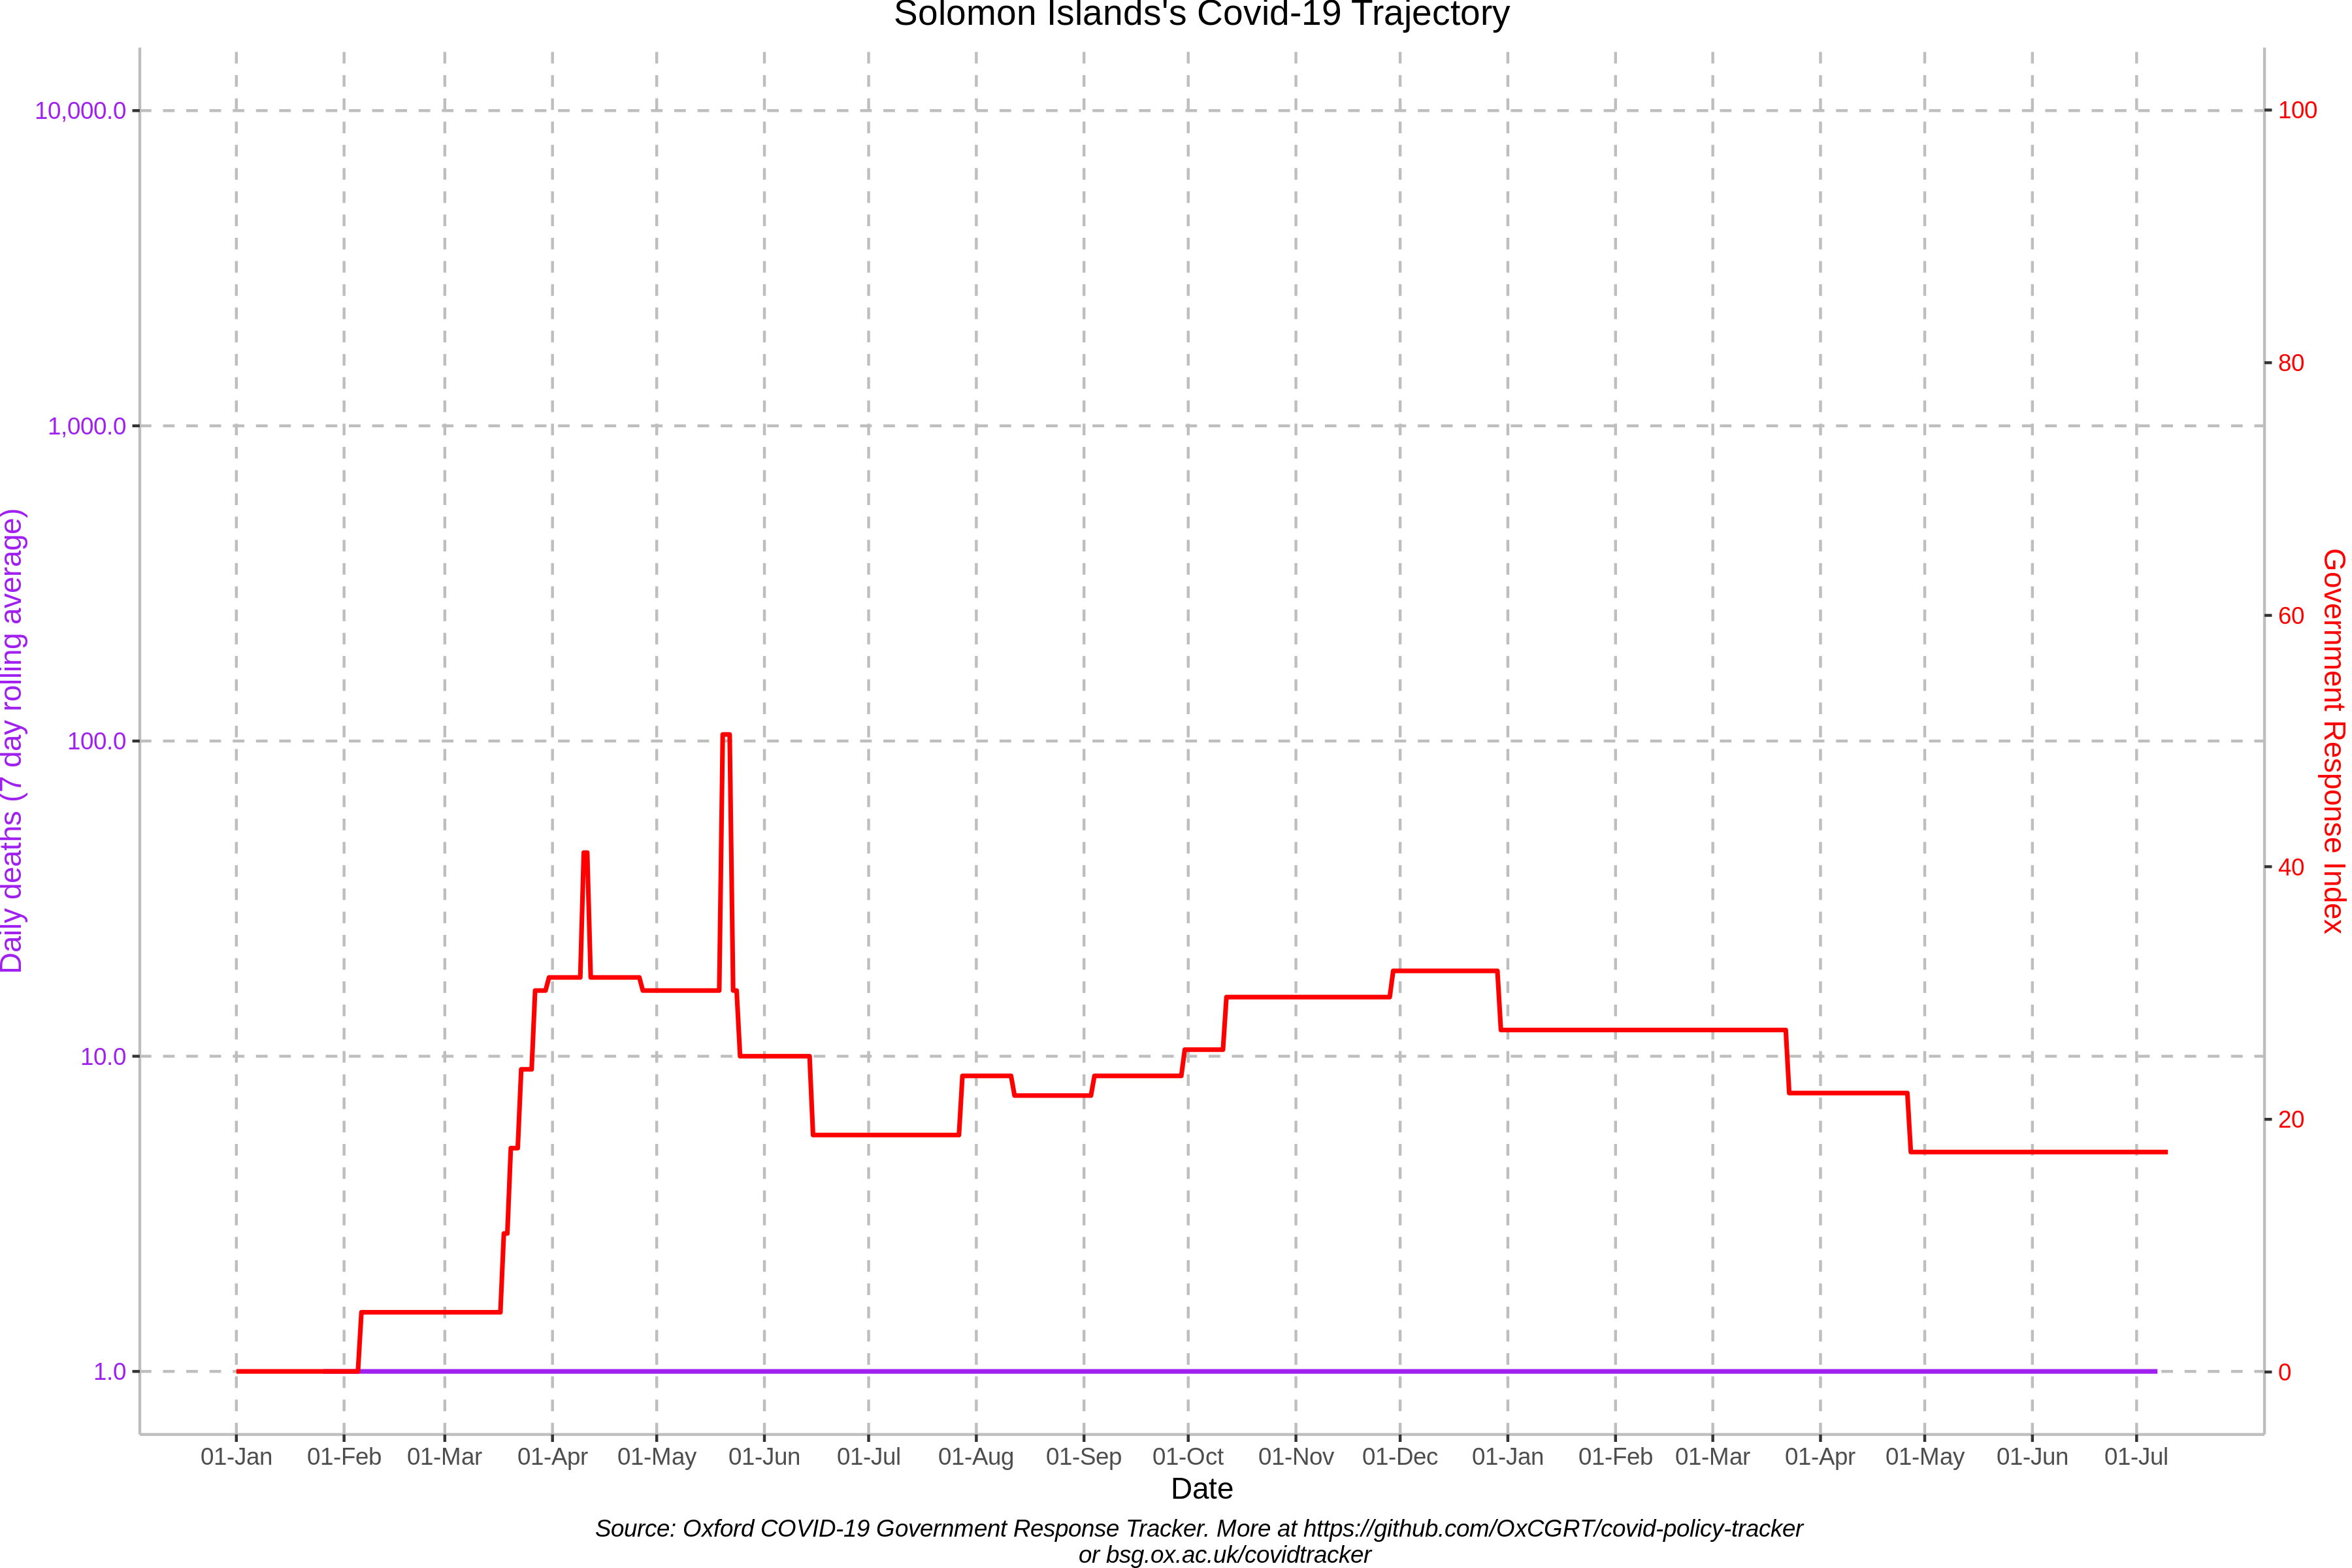 Solomon Islands's Covid-19 Trajectory
10,000.0
1,000.0
100.0
10.0
1.0
Daily deaths (7 day rolling average)
100
80
60
40
20
0
Government Response Index
01-Jan 01-Feb 01-Mar 01-Apr 01-May 01-Jun 01-Jul 01-Aug 01-Sep 01-Oct 01-Nov 01-Dec 01-Jan 01-Feb 01-Mar 01-Apr 01-May 01-Jun 01-Jul
Date
Source: Oxford COVID-19 Government Response Tracker. More at https://github.com/OxCGRT/covid-policy-tracker
or bsg.ox.ac.uk/covidtracker